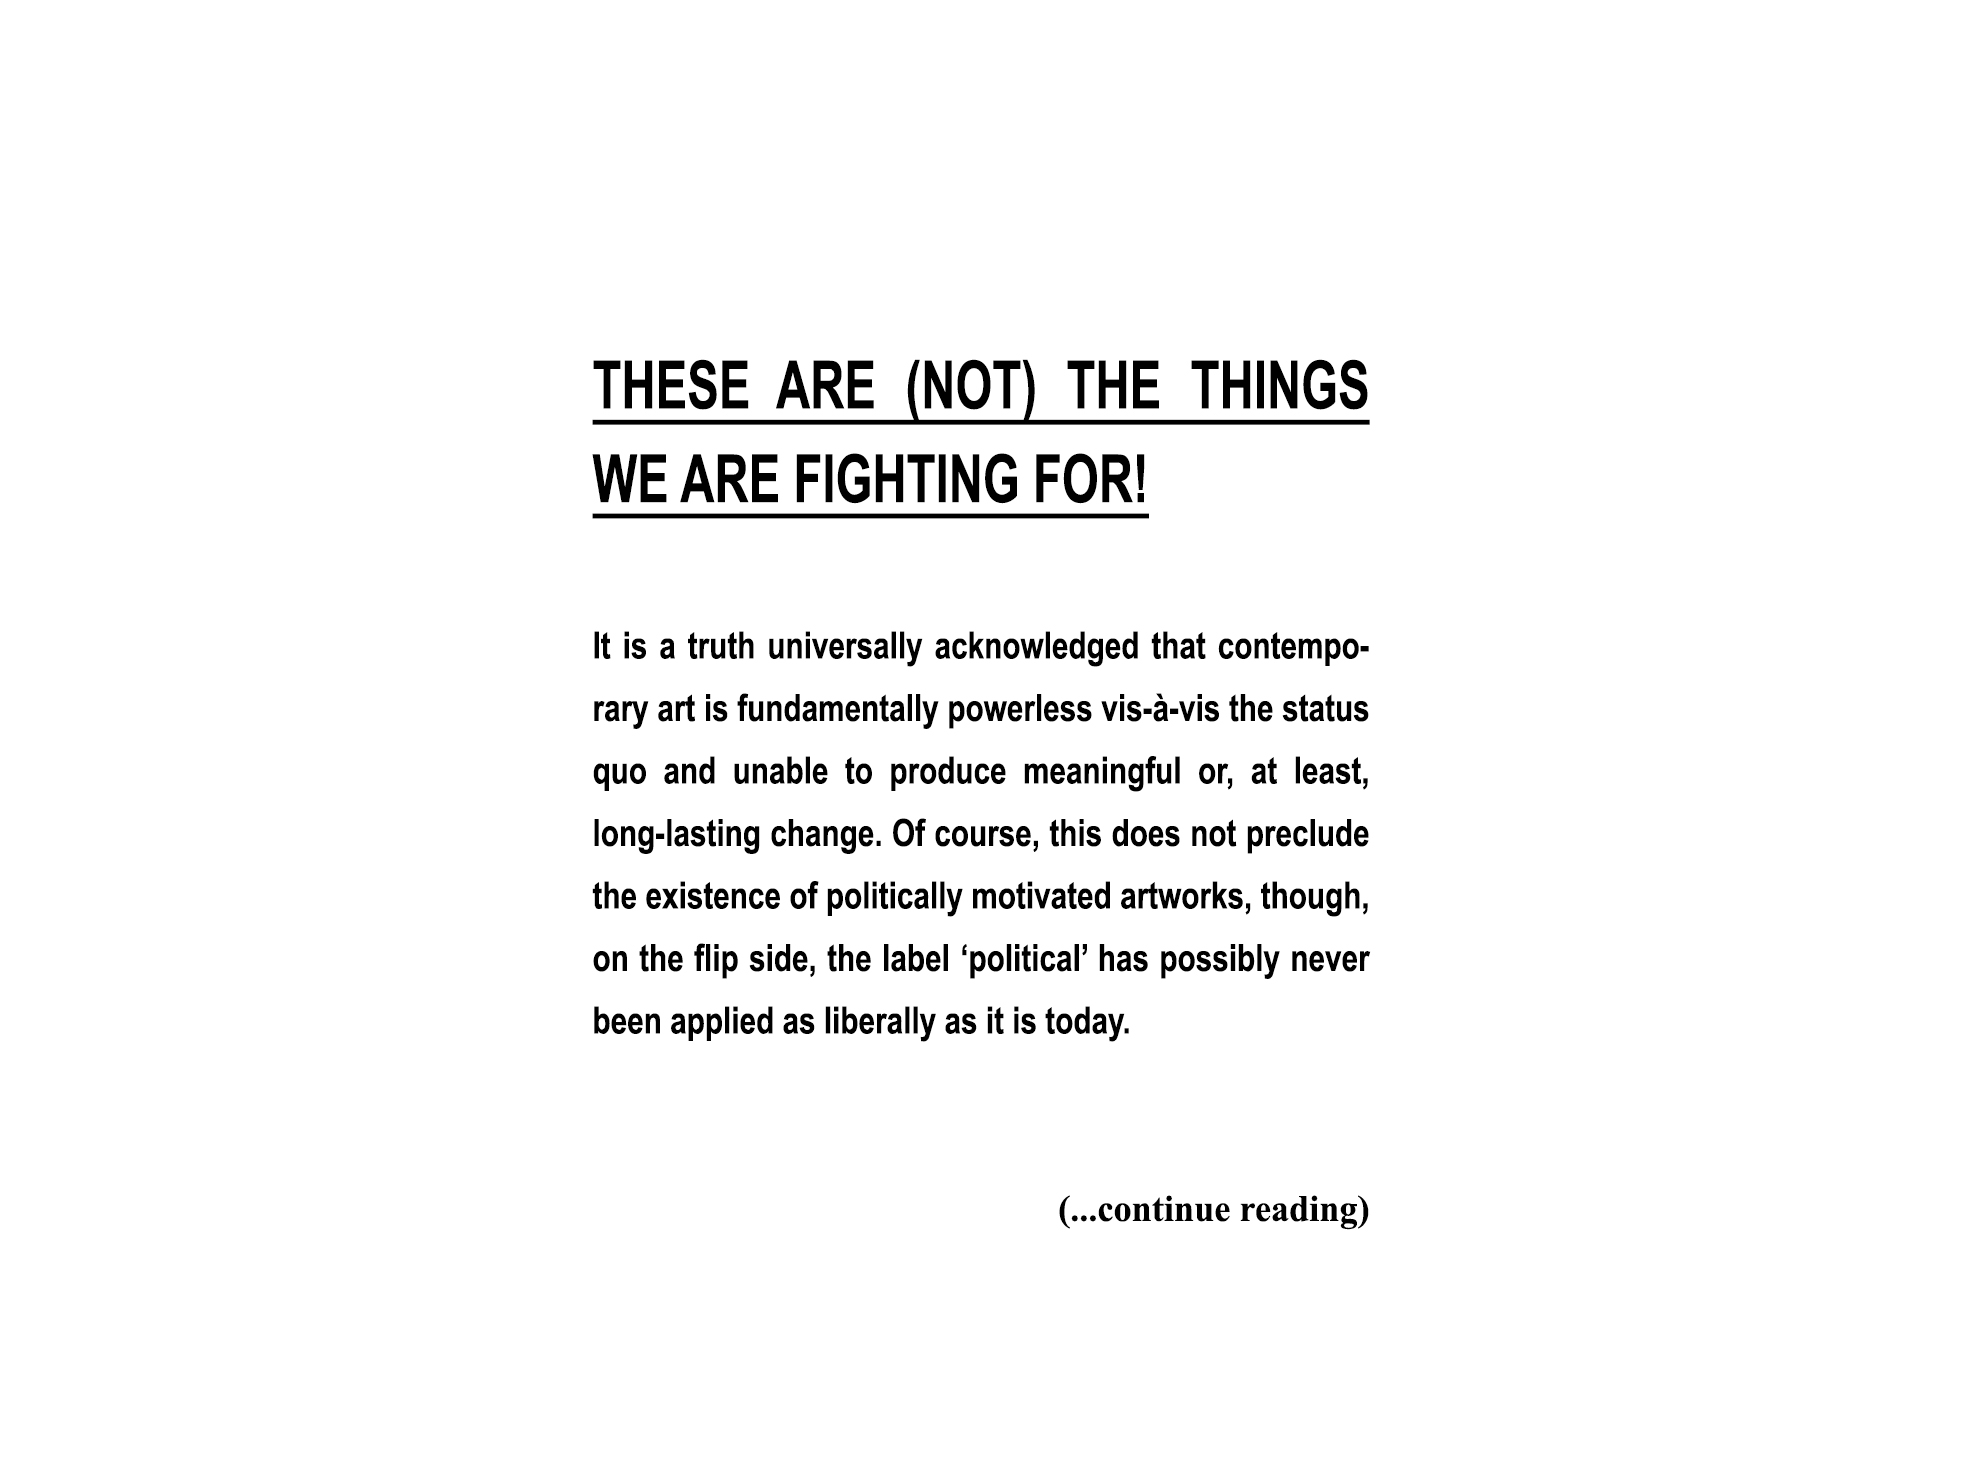 THESE ARE (NOT) THE THINGS
WE ARE FIGHTING FOR!
It is a truth universally acknowledged that contempo-
rary art is fundamentally powerless vis-à-vis the status
quo and unable to produce meaningful or, at least,
long-lasting change. Of course, this does not preclude
the existence of politically motivated artworks, though,
on the flip side, the label ‘political’ has possibly never
been applied as liberally as it is today.
(...continue reading)